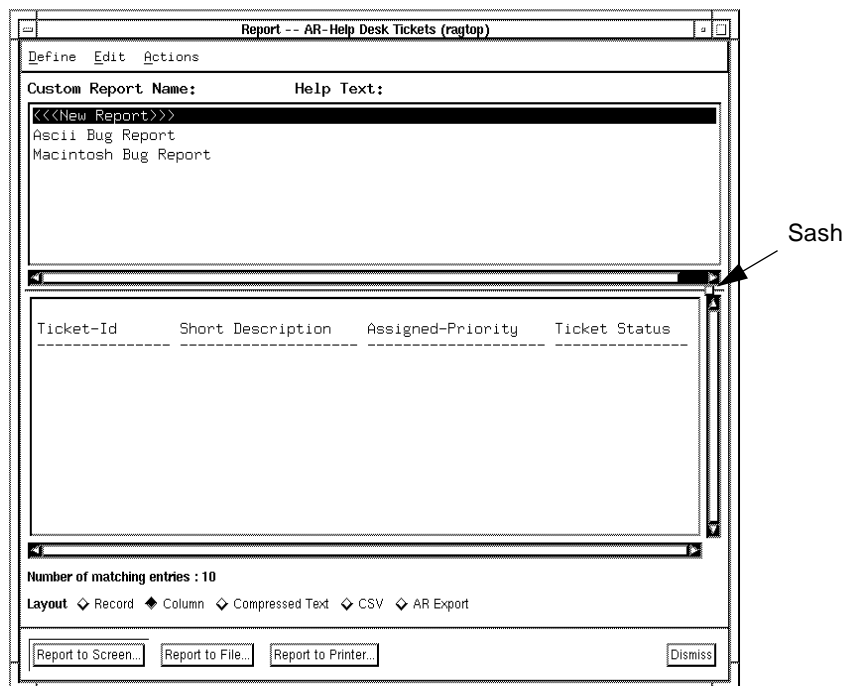 Report -- AR-Help Desk Tickets (ragtop)
Define Edit Actions
Custom Report Name: Help Text:
<<<New Report>>>
Ascii Bug Report
Macintosh Bug Report
Sash
Ticket-Id Short Description Assigned-Priority Ticket Status
--------------- -------------------- -------------------- ---------------
Number of matching entries : 10
Layout Record Column Compressed Text CSV AR Export
Report to Screen... Report to File... Report to Printer... Dismiss